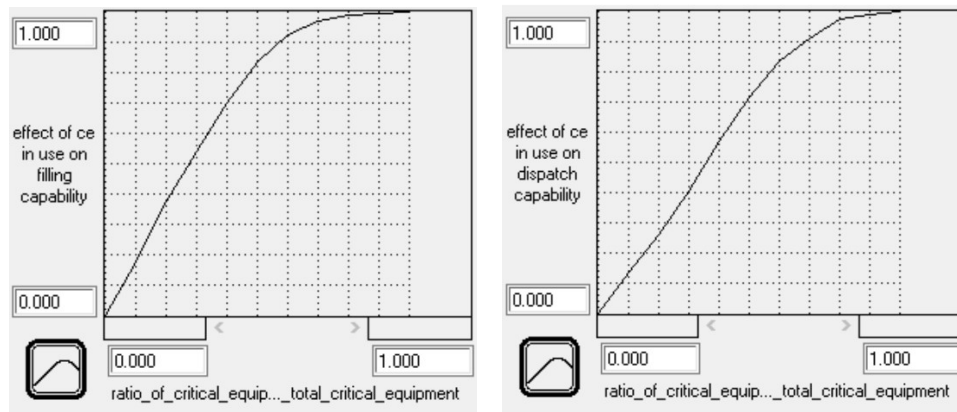 1.000
effect of ce
in use on
filling
capability
0.000
0.000
1.000
ratio_of_critical_equip..._total_critical_equipment
1.000
effect of ce
in use on
dispatch
capability
0.000
0.000
1.000
ratio_of_critical_equip..._total_critical_equipment